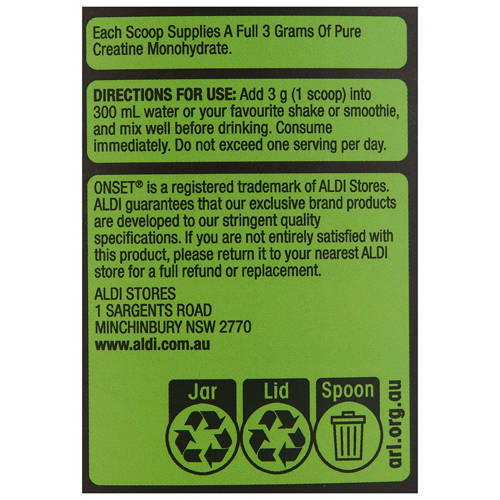 Each Scoop Supplies A Full 3 Grams Of Pure
Creatine Monohydrate.
DIRECTIONS FOR USE: Add 3 g (1 scoop) into
300 mL water or your favourite shake or smoothie,
and mix well before drinking. Consume
immediately. Do not exceed one serving per day.
ONSET® is a registered trademark of ALDI Stores.
ALDI guarantees that our exclusive brand products
are developed to our stringent quality
specifications. If you are not entirely satisfied with
this product, please return it to your nearest ALDI
store for a full refund or replacement.
ALDI STORES
1 SARGENTS ROAD
MINCHINBURY NSW 2770
www.aldi.com.au
Jar
Lid
Spoon
arl.org.au